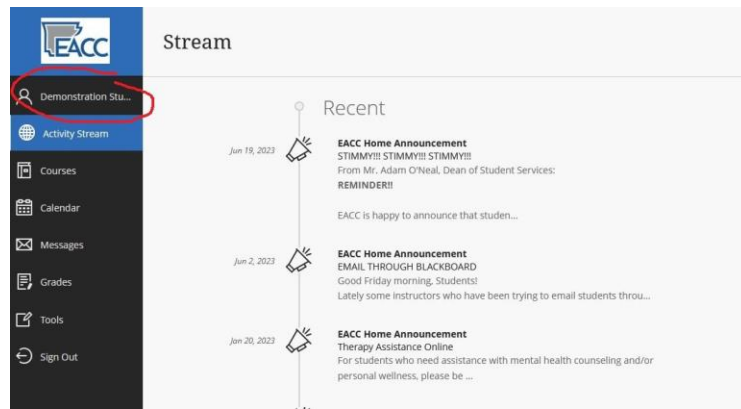 EACC
Stream
Demonstration Stu...
Activity Stream
Courses
Calendar
Messages
Grades
Tools
Sign Out
Recent
Jun 19, 2023
EACC Home Announcement
STIMMY!!! STIMMY!!! STIMMY!!!
From Mr. Adam O'Neal, Dean of Student Services:
REMINDER!!
EACC is happy to announce that studen...
Jun 2, 2023
EACC Home Announcement
EMAIL THROUGH BLACKBOARD
Good Friday morning, Students!
Lately some instructors who have been trying to email students throu...
Jan 20, 2023
EACC Home Announcement
Therapy Assistance Online
For students who need assistance with mental health counseling and/or
personal wellness, please be ...